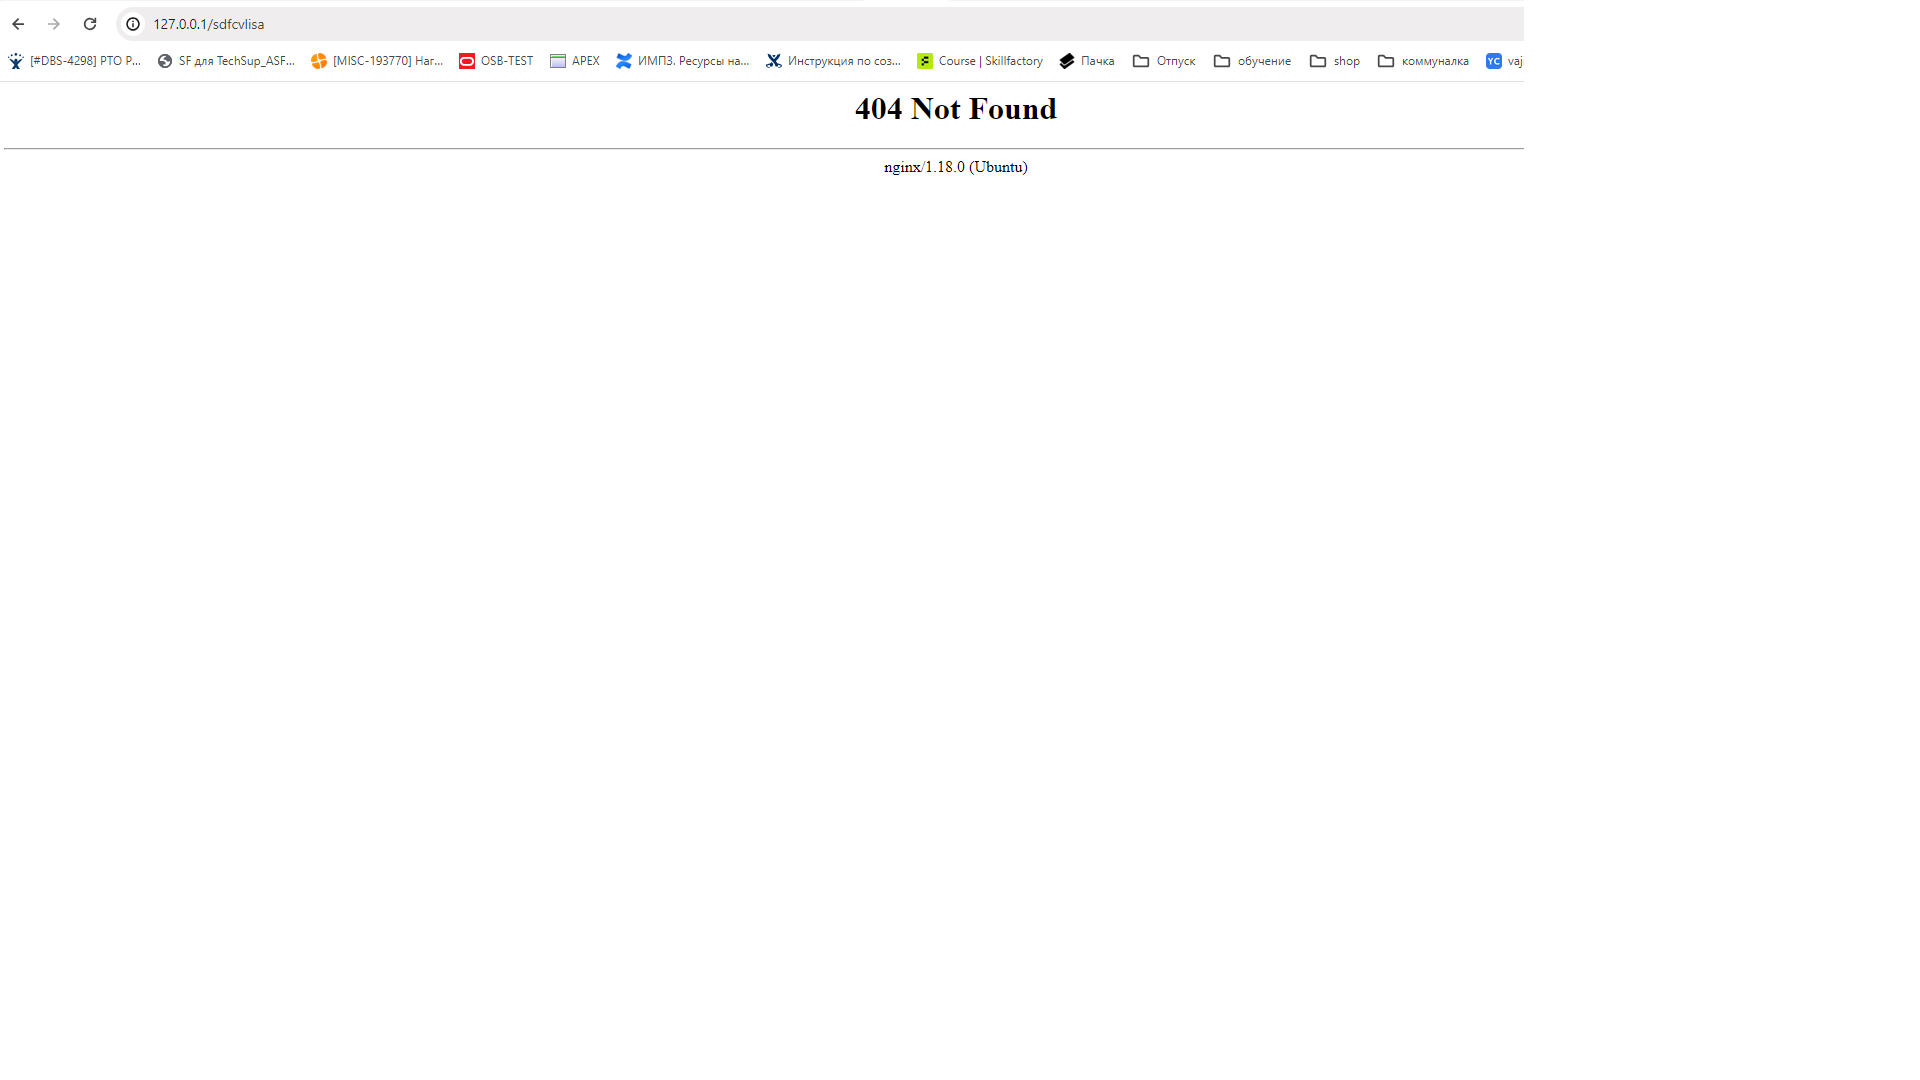 127.0.0.1/sdfcvlisa
[#DBS-4298] РТО Р... SF для TechSup_ASF... [MISC-193770] Наг... OSB-TEST APEX ИМПЗ. Ресурсы на... Инструкция по соз... Course | Skillfactory Пачка Отпуск обучение shop коммуналка YC vaj
404 Not Found
nginx/1.18.0 (Ubuntu)